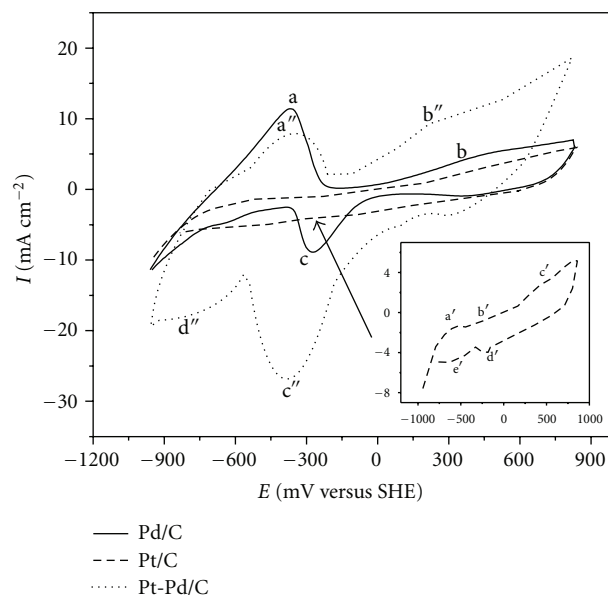 20
10
0
−10
−20
−30
I (mA cm−2)
a
a″
b″
b
c
c″
d″
4
0
−4
−8
a′
b′
c′
d′
e′
−1000 −500 0 500 1000
−1200 −900 −600 −300 0 300 600 900
E (mV versus SHE)
Pd/C
Pt/C
Pt-Pd/C